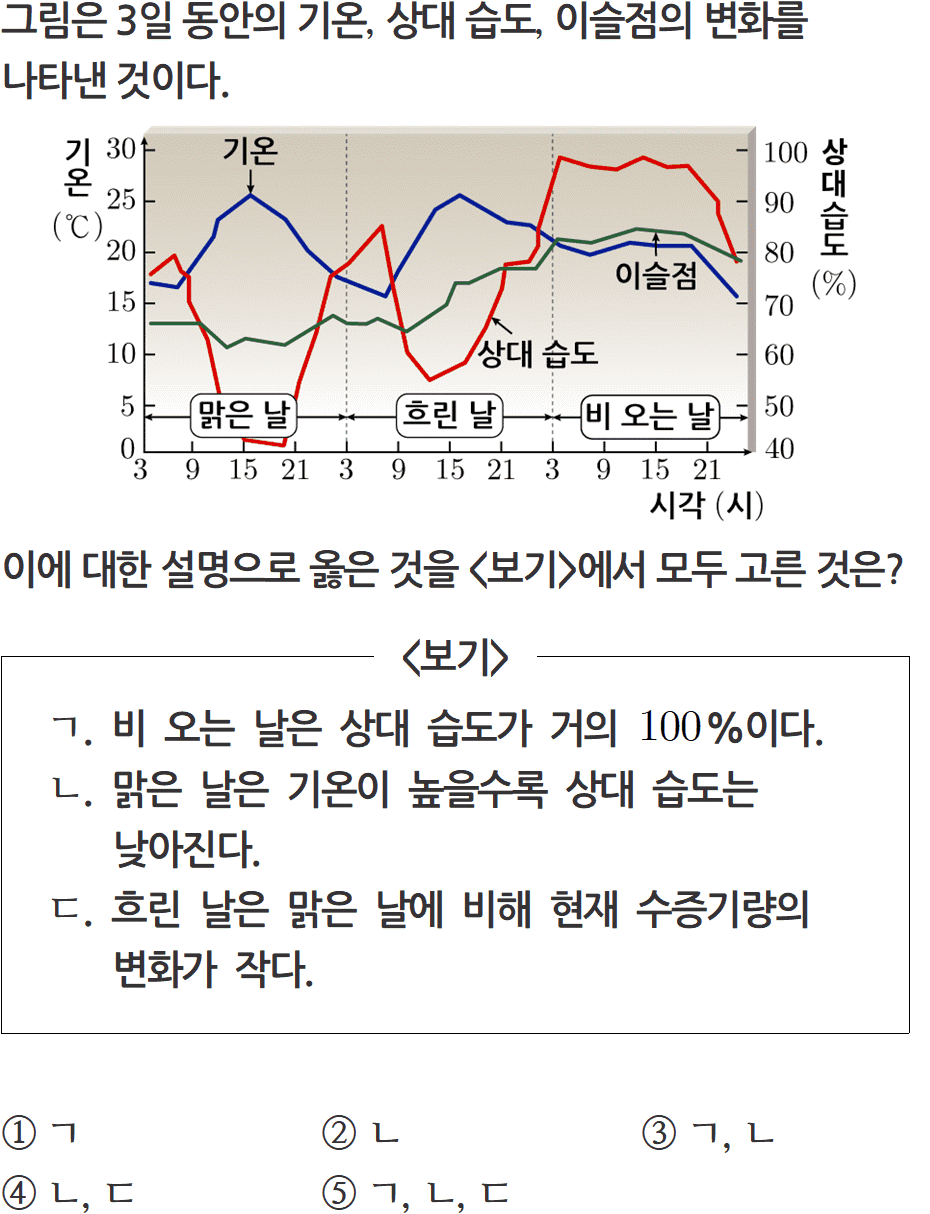 그림은 3일 동안의 기온, 상대 습도, 이슬점의 변화를
나타낸 것이다.
기온 (℃)
30
25
20
15
10
5
0
기온
이슬점
상대 습도
상대습도 (%)
100
90
80
70
60
50
40
맑은 날
흐린 날
비 오는 날
3 9 15 21 3 9 15 21 3 9 15 21
시각 (시)
이에 대한 설명으로 옳은 것을 <보기>에서 모두 고른 것은?
<보기>
ㄱ. 비 오는 날은 상대 습도가 거의 100%이다.
ㄴ. 맑은 날은 기온이 높을수록 상대 습도는
낮아진다.
ㄷ. 흐린 날은 맑은 날에 비해 현재 수증기량의
변화가 작다.
① ㄱ ② ㄴ ③ ㄱ, ㄴ
④ ㄴ, ㄷ ⑤ ㄱ, ㄴ, ㄷ